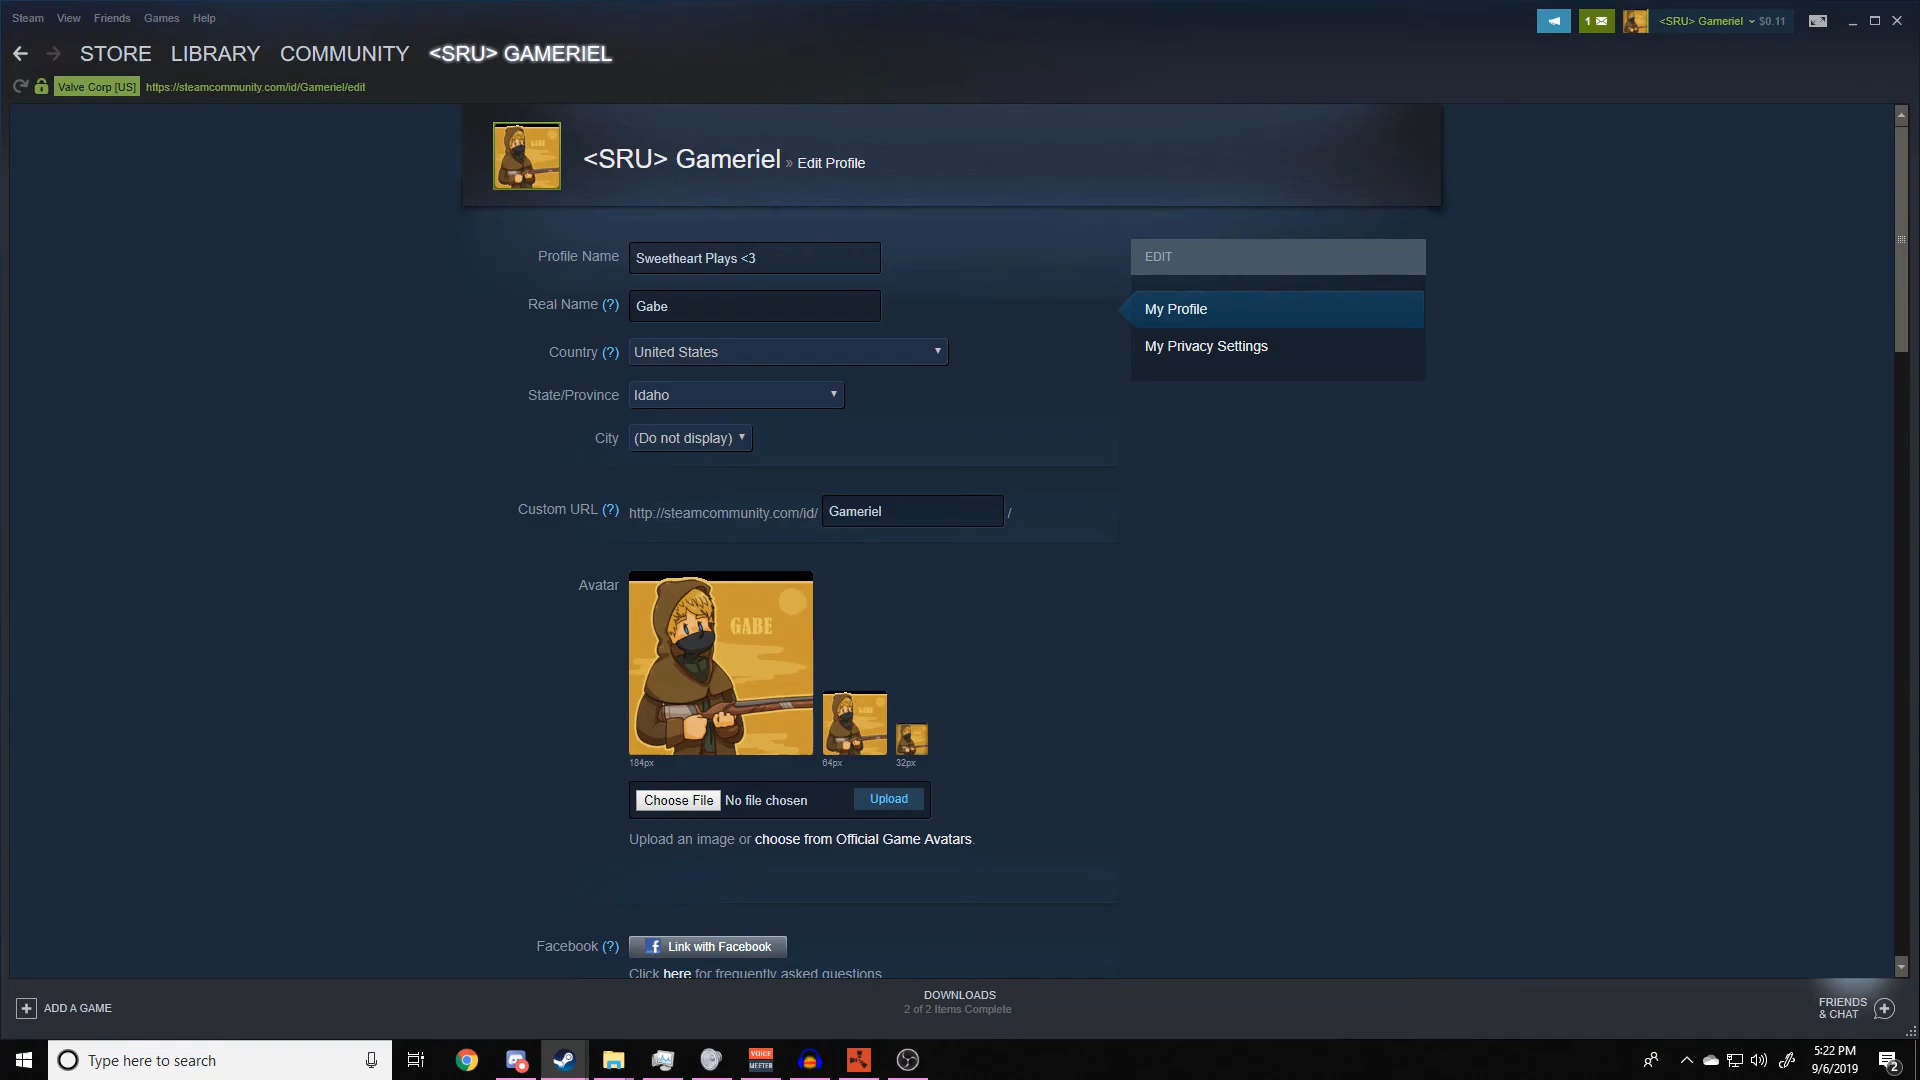 Steam View Friends Games Help
1 <SRU> Gameriel $0.11
STORE LIBRARY COMMUNITY <SRU> GAMERIEL
Valve Corp [US] https://steamcommunity.com/id/Gameriel/edit
<SRU> Gameriel » Edit Profile
Profile Name Sweetheart Plays <3
Real Name (?) Gabe
Country (?) United States
State/Province Idaho
City (Do not display)
EDIT
My Profile
My Privacy Settings
Custom URL (?) http://steamcommunity.com/id/ Gameriel /
Avatar
GABE
184px 64px 32px
Choose File No file chosen Upload
Upload an image or choose from Official Game Avatars.
Facebook (?) f Link with Facebook
Click here for frequently asked questions
ADD A GAME
DOWNLOADS
2 of 2 Items Complete
FRIENDS
& CHAT
Type here to search
VOICE
MEETER
5:22 PM
9/6/2019
2